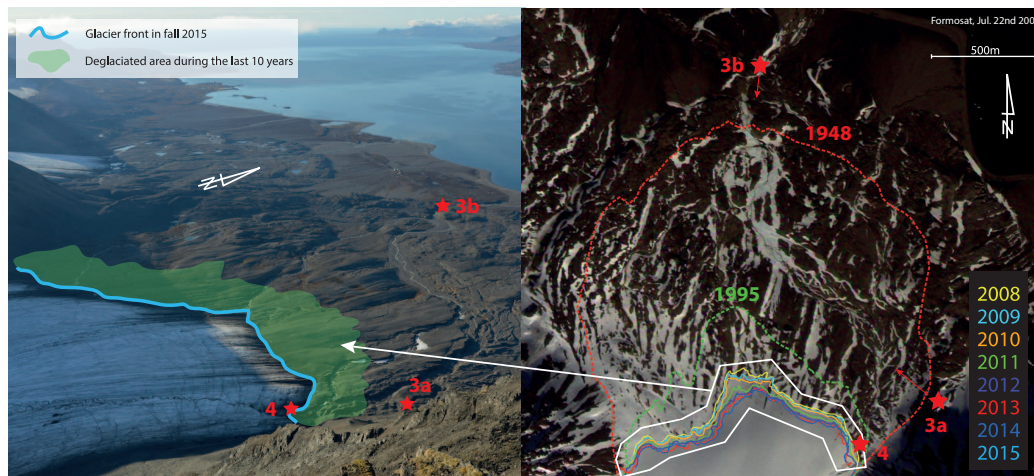 Glacier front in fall 2015
Deglaciated area during the last 10 years
N
3b
3a
4
Formosat, Jul. 22nd 200
500m
N
3b
1948
1995
3a
4
2008
2009
2010
2011
2012
2013
2014
2015